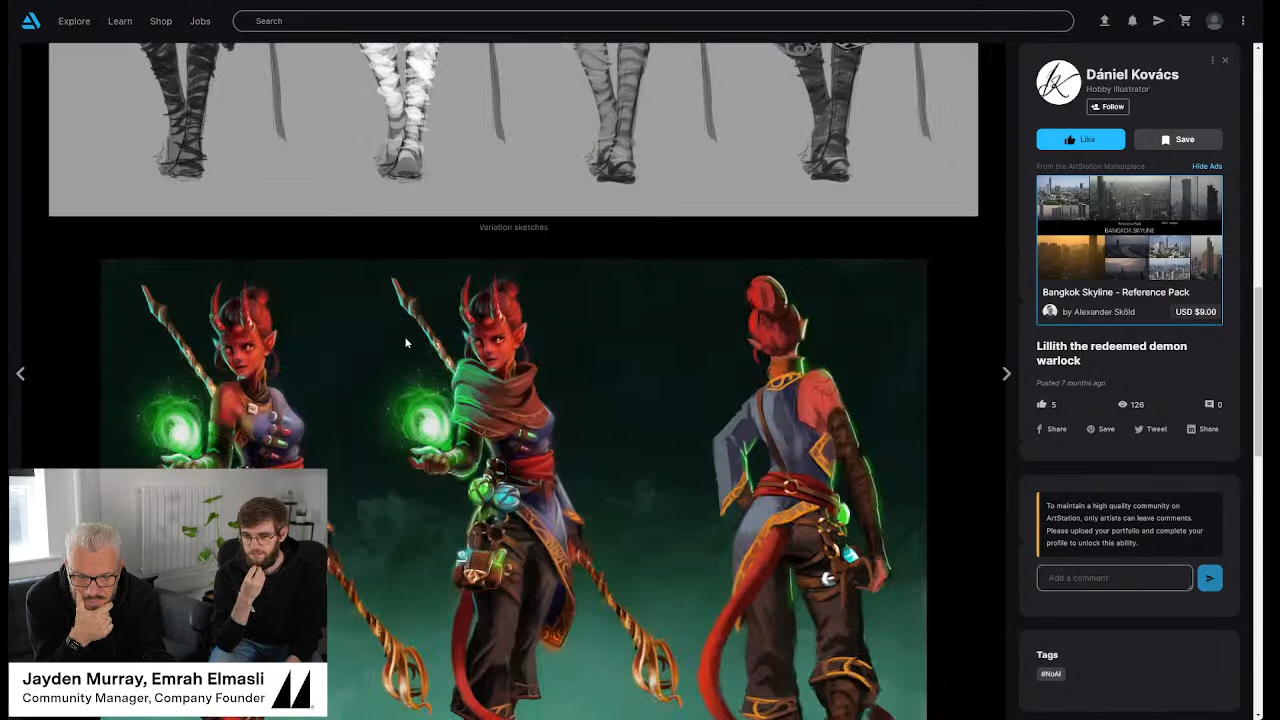 Explore
Learn
Shop
Jobs
Search
Variation sketches
Dániel Kovács
Hobby Illustrator
Follow
Like
Save
From the ArtStation Marketplace
Hide Ads
BANGKOK SKYLINE
Bangkok Skyline - Reference Pack
by Alexander Sköld
USD $9.00
Lillith the redeemed demon
warlock
Posted 7 months ago
5
126
0
Share
Save
Tweet
Share
To maintain a high quality community on
ArtStation, only artists can leave comments.
Please upload your portfolio and complete your
profile to unlock this ability.
Add a comment
Tags
#NoAI
Jayden Murray, Emrah Elmasli
Community Manager, Company Founder